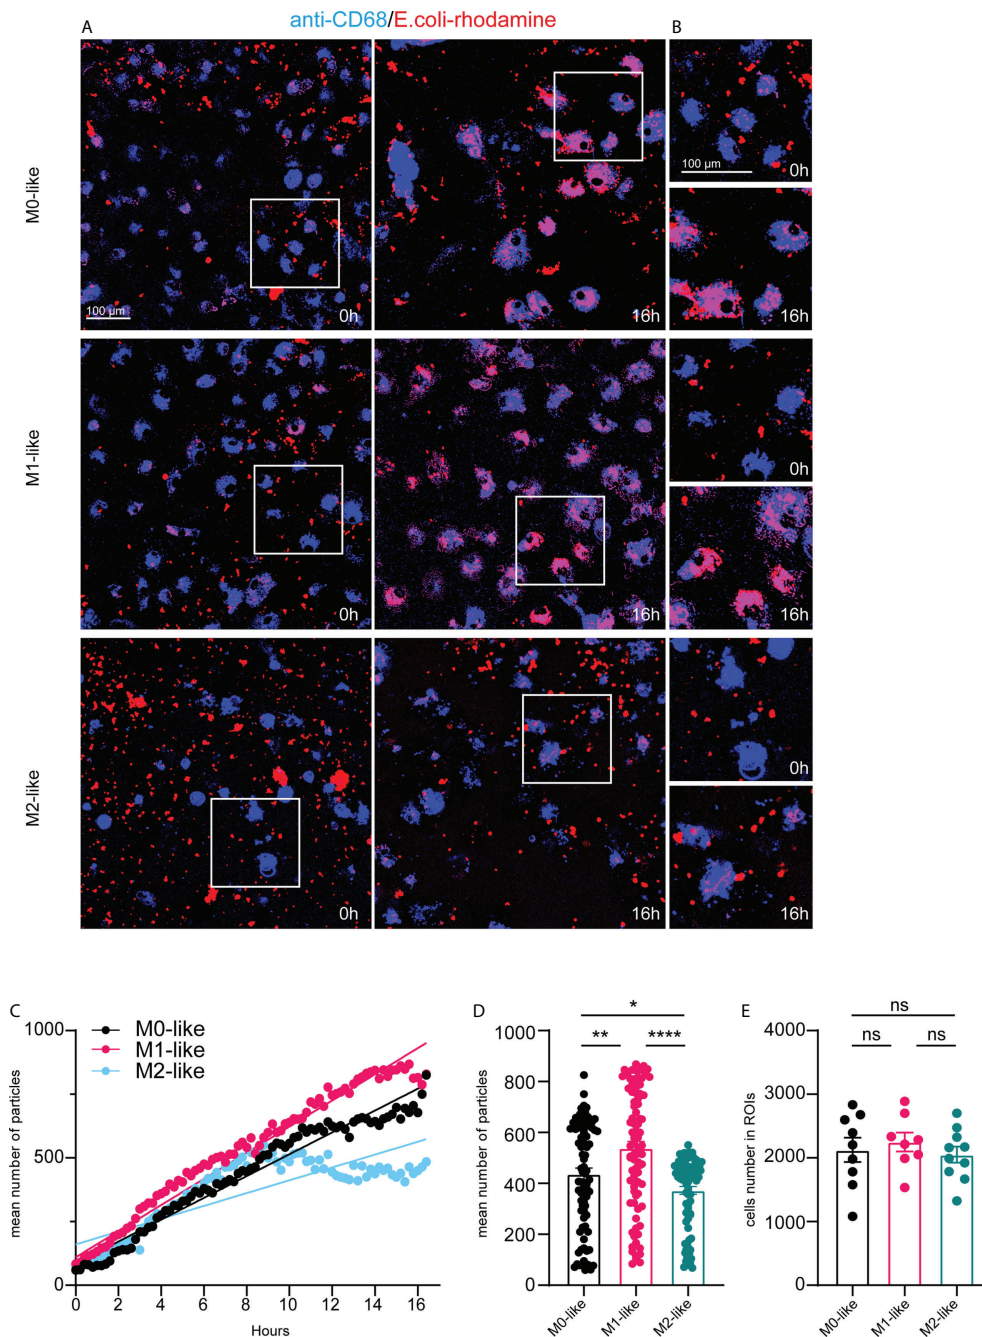 A
anti-CD68/E.coli-rhodamine
B
M0-like
100 µm
0h
16h
100 µm
0h
16h
M1-like
0h
16h
0h
16h
M2-like
0h
16h
0h
16h
C
M0-like
M1-like
M2-like
mean number of particles
1000
500
0
0 2 4 6 8 10 12 14 16
Hours
D
*
** ****
mean number of particles
1000
800
600
400
200
0
M0-like M1-like M2-like
E
ns
ns ns
cells number in ROIs
4000
3000
2000
1000
0
M0-like M1-like M2-like